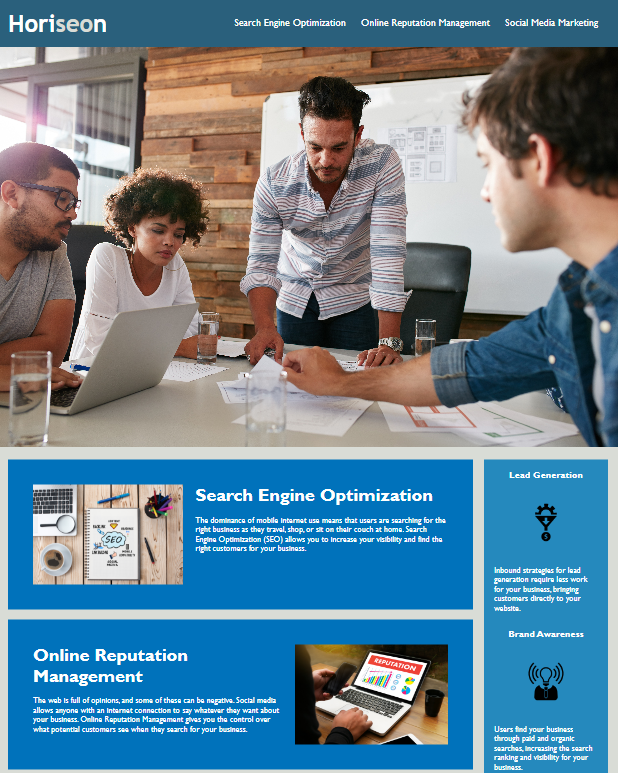 Horiseon
Search Engine Optimization
Online Reputation Management
Social Media Marketing
Search Engine Optimization
The dominance of mobile internet use means that users are searching for the
right business as they travel, shop, or sit on their couch at home. Search
Engine Optimization (SEO) allows you to increase your visibility and find the
right customers for your business.
SEO
Online Reputation
Management
The web is full of opinions, and some of these can be negative. Social media
allows anyone with an internet connection to say whatever they want about
your business. Online Reputation Management gives you the control over
what potential customers see when they search for your business.
REPUTATION
Lead Generation
Inbound strategies for lead
generation require less work
for your business, bringing
customers directly to your
website.
Brand Awareness
Users find your business
through paid and organic
searches, increasing the search
ranking and visibility for your
business.